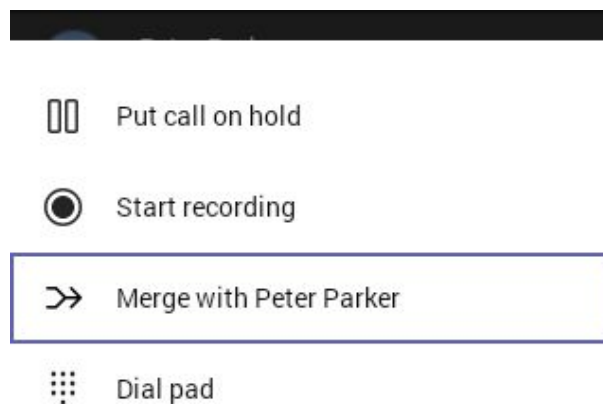 Put call on hold
Start recording
Merge with Peter Parker
Dial pad